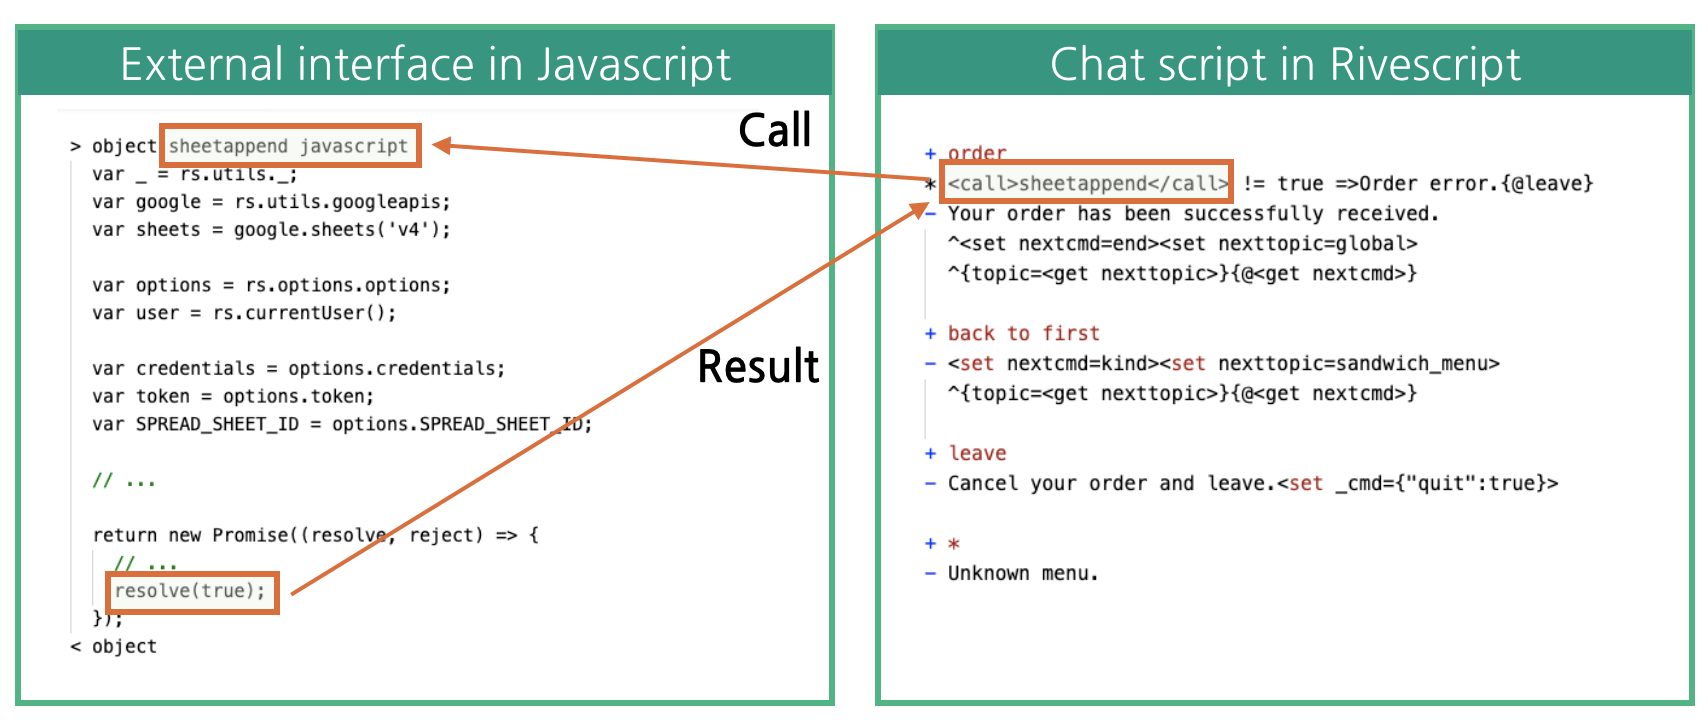 External interface in Javascript
> object sheetappend javascript
var _ = rs.utils._;
var google = rs.utils.googleapis;
var sheets = google.sheets('v4');
var options = rs.options.options;
var user = rs.currentUser();
var credentials = options.credentials;
var token = options.token;
var SPREAD_SHEET_ID = options.SPREAD_SHEET_ID;
// ...
return new Promise((resolve, reject) => {
// ...
resolve(true);
});
< object
Call
Result
Chat script in Rivescript
+ order
* <call>sheetappend</call> != true =>Order error.{@leave}
- Your order has been successfully received.
^<set nextcmd=end><set nexttopic=global>
^{topic=<get nexttopic>}{@<get nextcmd>}
+ back to first
- <set nextcmd=kind><set nexttopic=sandwich_menu>
^{topic=<get nexttopic>}{@<get nextcmd>}
+ leave
- Cancel your order and leave.<set _cmd={"quit":true}>
+ *
- Unknown menu.